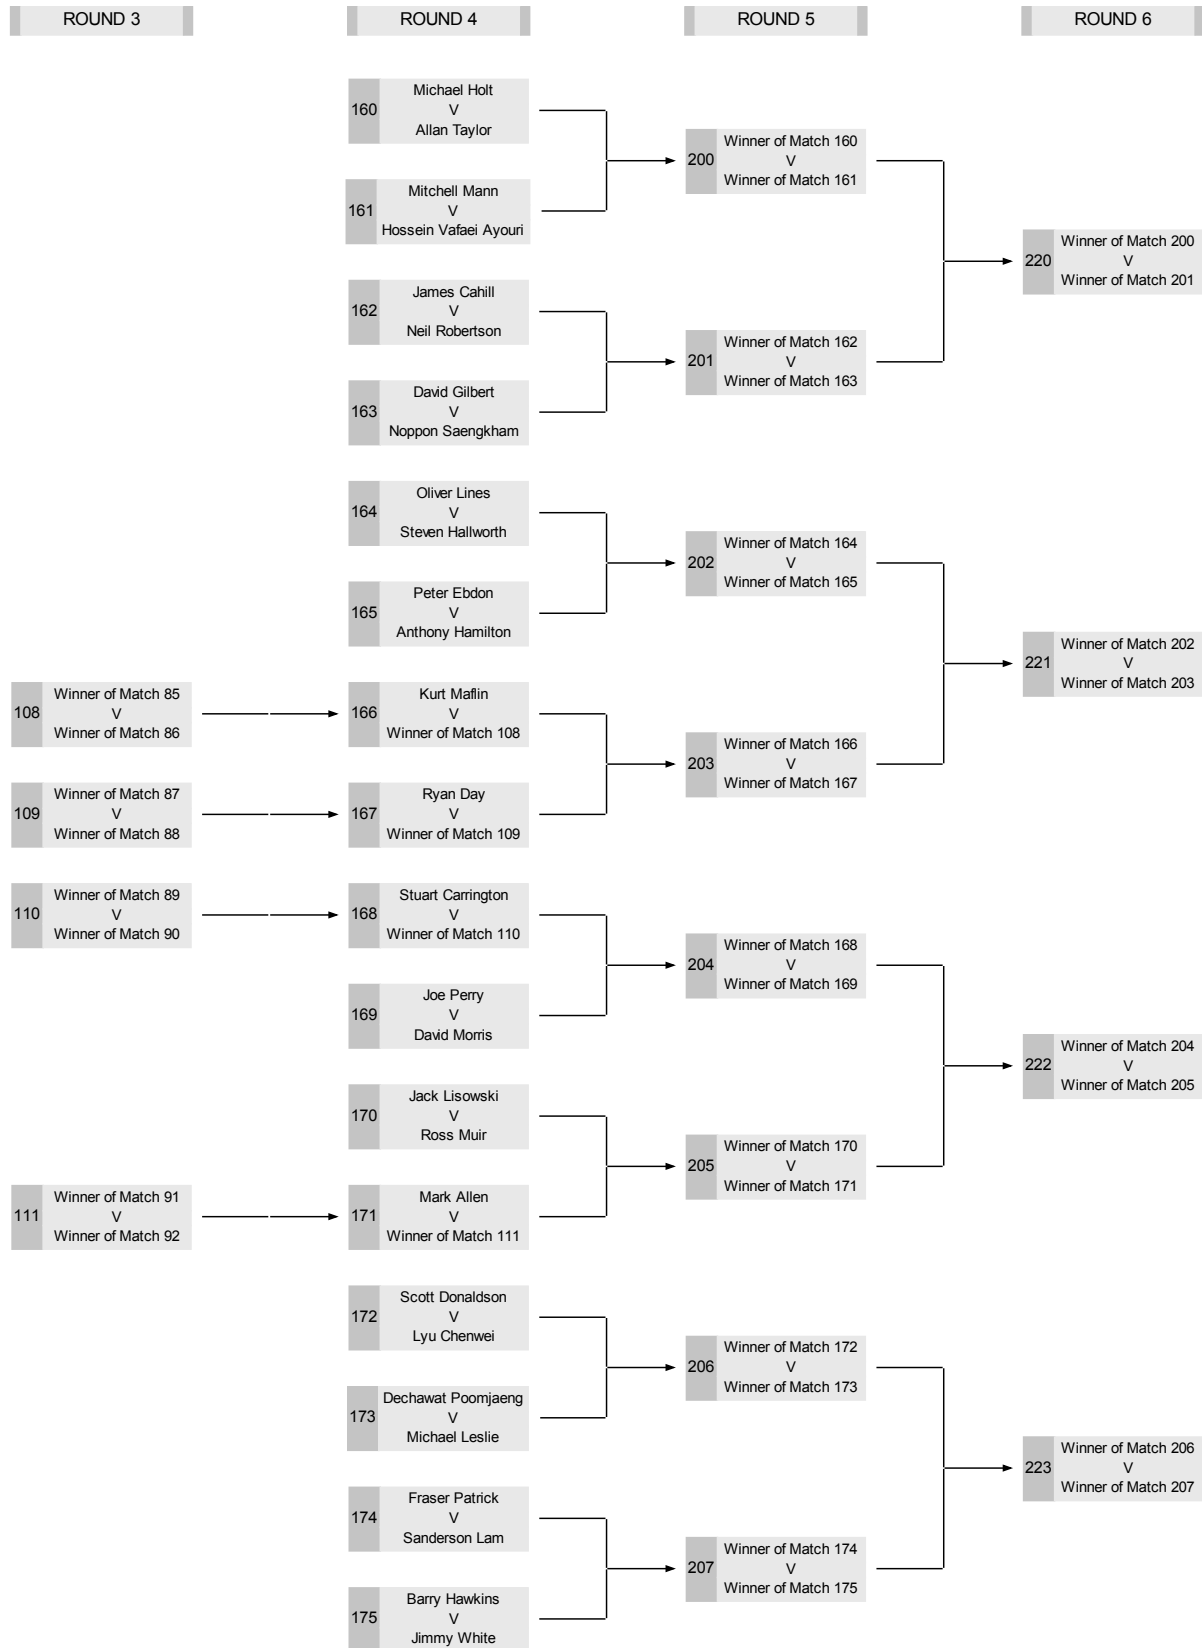 ROUND 3
ROUND 4
ROUND 5
ROUND 6
160
Michael Holt
V
Allan Taylor
161
Mitchell Mann
V
Hossein Vafaei Ayouri
200
Winner of Match 160
V
Winner of Match 161
162
James Cahill
V
Neil Robertson
163
David Gilbert
V
Noppon Saengkham
201
Winner of Match 162
V
Winner of Match 163
220
Winner of Match 200
V
Winner of Match 201
164
Oliver Lines
V
Steven Hallworth
165
Peter Ebdon
V
Anthony Hamilton
202
Winner of Match 164
V
Winner of Match 165
108
Winner of Match 85
V
Winner of Match 86
166
Kurt Maflin
V
Winner of Match 108
109
Winner of Match 87
V
Winner of Match 88
167
Ryan Day
V
Winner of Match 109
203
Winner of Match 166
V
Winner of Match 167
221
Winner of Match 202
V
Winner of Match 203
110
Winner of Match 89
V
Winner of Match 90
168
Stuart Carrington
V
Winner of Match 110
169
Joe Perry
V
David Morris
204
Winner of Match 168
V
Winner of Match 169
170
Jack Lisowski
V
Ross Muir
111
Winner of Match 91
V
Winner of Match 92
171
Mark Allen
V
Winner of Match 111
205
Winner of Match 170
V
Winner of Match 171
222
Winner of Match 204
V
Winner of Match 205
172
Scott Donaldson
V
Lyu Chenwei
173
Dechawat Poomjaeng
V
Michael Leslie
206
Winner of Match 172
V
Winner of Match 173
174
Fraser Patrick
V
Sanderson Lam
175
Barry Hawkins
V
Jimmy White
207
Winner of Match 174
V
Winner of Match 175
223
Winner of Match 206
V
Winner of Match 207